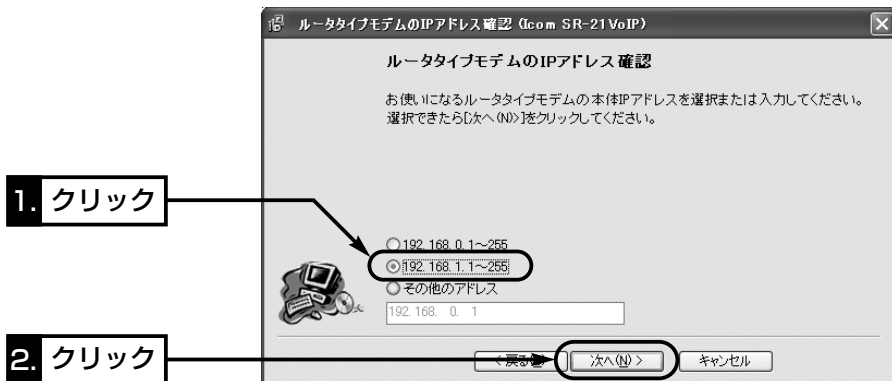 ルータタイプモデムのIPアドレス確認 (Icom SR-21VoIP)
ルータタイプモデムのIPアドレス確認
お使いになるルータタイプモデムの本体IPアドレスを選択または入力してください。
選択できたら[次へ(N)>]をクリックしてください。
1. クリック
192.168.0.1～255
192.168.1.1～255
その他のアドレス
192.168. 0. 1
2. クリック
< 戻る
次へ(N) >
キャンセル